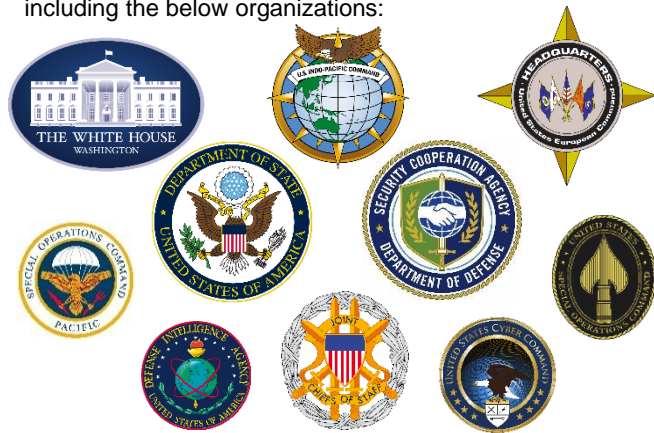 including the below organizations:
THE WHITE HOUSE
WASHINGTON
U.S. INDO-PACIFIC COMMAND
HEADQUARTERS
United States European Command
DEPARTMENT OF STATE
UNITED STATES OF AMERICA
SECURITY COOPERATION AGENCY
DEPARTMENT OF DEFENSE
SPECIAL OPERATIONS COMMAND
PACIFIC
UNITED STATES
SPECIAL OPERATIONS COMMAND
DEFENSE INTELLIGENCE AGENCY
UNITED STATES OF AMERICA
JOINT
CHIEFS OF STAFF
UNITED STATES CYBER COMMAND